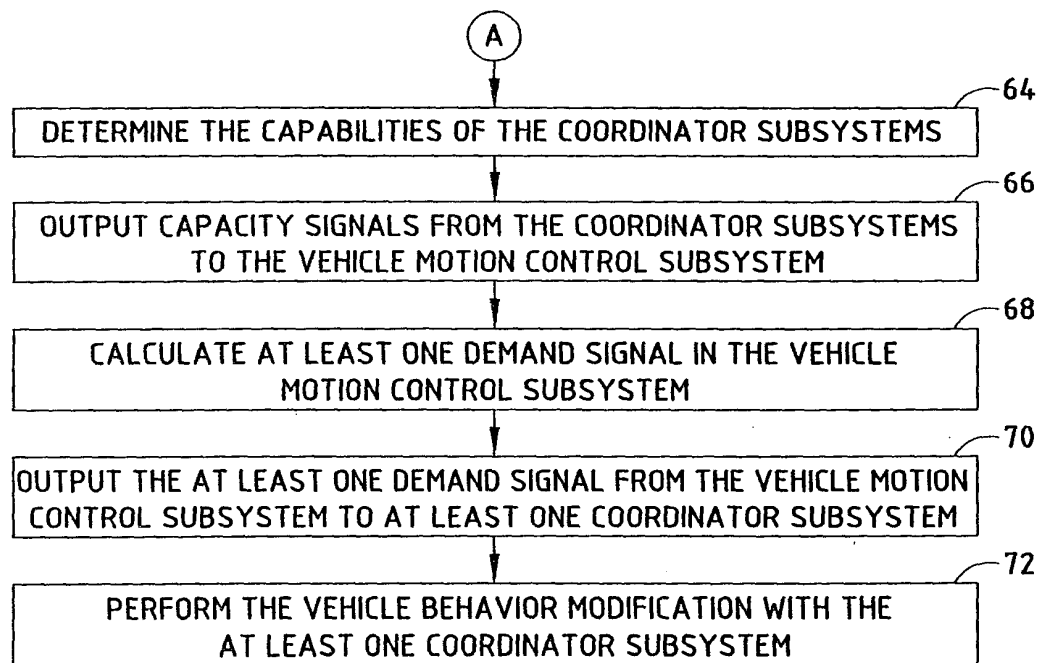 A
64
DETERMINE THE CAPABILITIES OF THE COORDINATOR SUBSYSTEMS
66
OUTPUT CAPACITY SIGNALS FROM THE COORDINATOR SUBSYSTEMS
TO THE VEHICLE MOTION CONTROL SUBSYSTEM
68
CALCULATE AT LEAST ONE DEMAND SIGNAL IN THE VEHICLE
MOTION CONTROL SUBSYSTEM
70
OUTPUT THE AT LEAST ONE DEMAND SIGNAL FROM THE VEHICLE MOTION
CONTROL SUBSYSTEM TO AT LEAST ONE COORDINATOR SUBSYSTEM
72
PERFORM THE VEHICLE BEHAVIOR MODIFICATION WITH THE
AT LEAST ONE COORDINATOR SUBSYSTEM